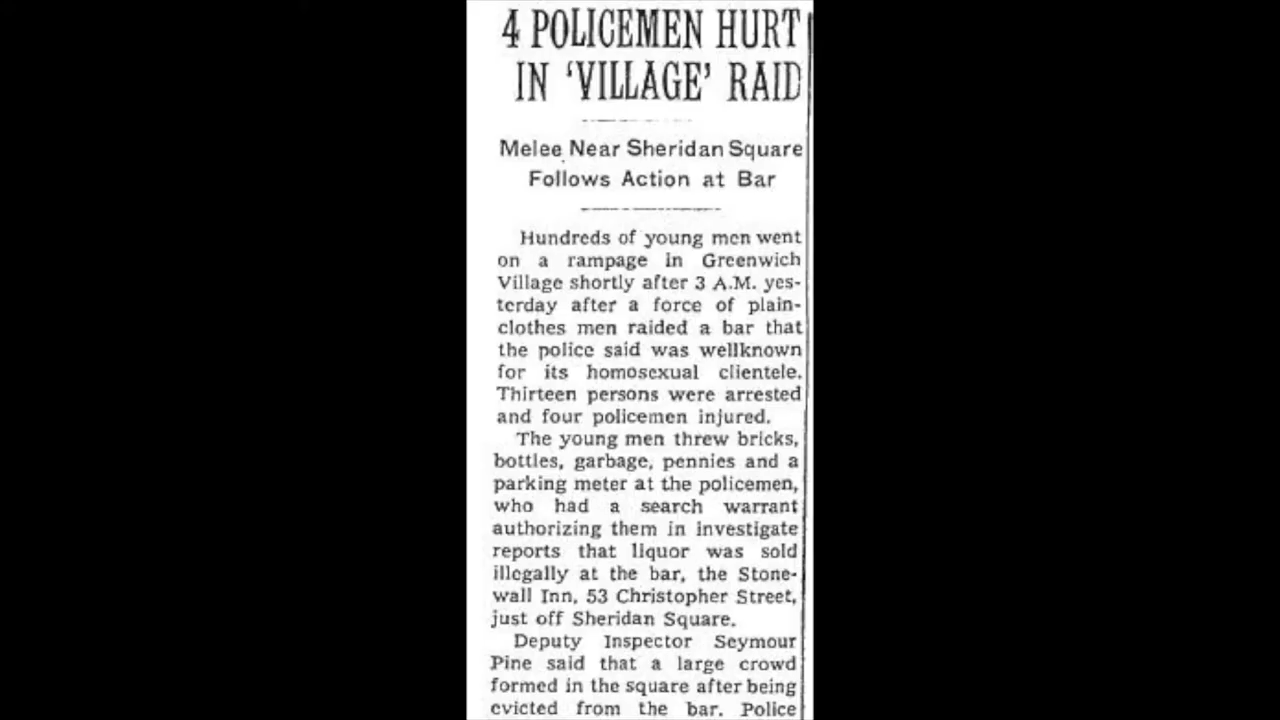 4 POLICEMEN HURT
IN ‘VILLAGE’ RAID
Melee Near Sheridan Square
Follows Action at Bar
Hundreds of young men went
on a rampage in Greenwich
Village shortly after 3 A.M. yes-
terday after a force of plain-
clothes men raided a bar that
the police said was wellknown
for its homosexual clientele.
Thirteen persons were arrested
and four policemen injured.
The young men threw bricks,
bottles, garbage, pennies and a
parking meter at the policemen,
who had a search warrant
authorizing them in investigate
reports that liquor was sold
illegally at the bar, the Stone-
wall Inn, 53 Christopher Street,
just off Sheridan Square.
Deputy Inspector Seymour
Pine said that a large crowd
formed in the square after being
evicted from the bar. Police